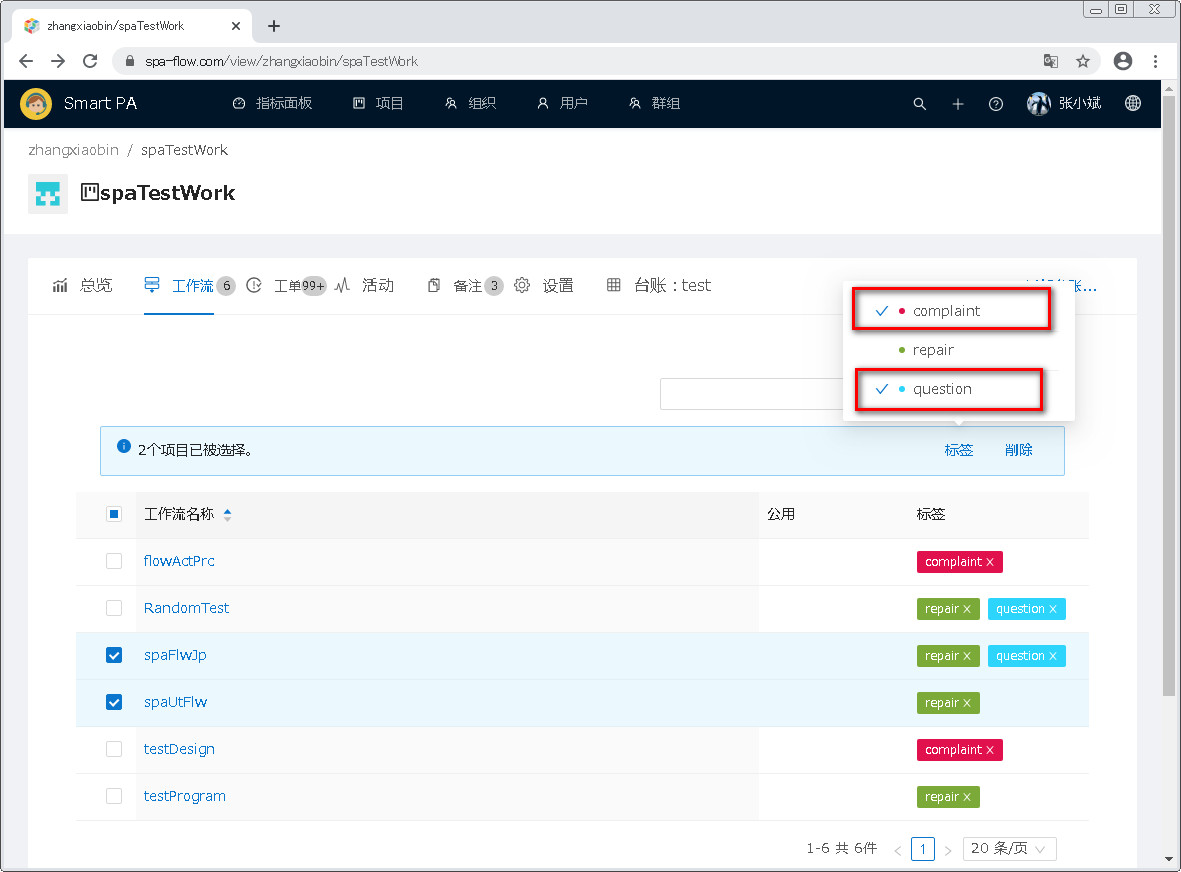 zhangxiaobin/spaTestWork
spa-flow.com/view/zhangxiaobin/spaTestWork
Smart PA 指标面板 项目 组织 用户 群组 张小斌
zhangxiaobin / spaTestWork
spaTestWork
总览 工作流 6 工单 99+ 活动 备注 3 设置 台账：test
complaint
repair
question
2个项目已被选择。 标签 削除
工作流名称 公用 标签
flowActPrc complaint
RandomTest repair question
spaFlwJp repair question
spaUtFlw repair
testDesign complaint
testProgram repair
1-6 共 6件 1 20 条/页